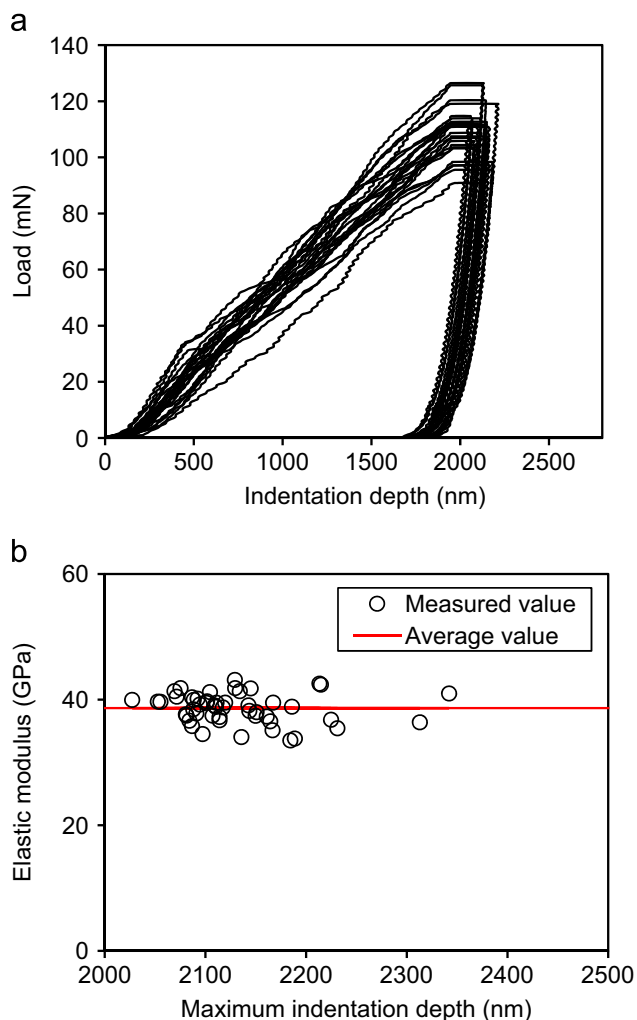 a
140
120
100
80
60
40
20
0
Load (mN)
0 500 1000 1500 2000 2500
Indentation depth (nm)
b
60
40
20
0
Elastic modulus (GPa)
Measured value
Average value
2000 2100 2200 2300 2400 2500
Maximum indentation depth (nm)